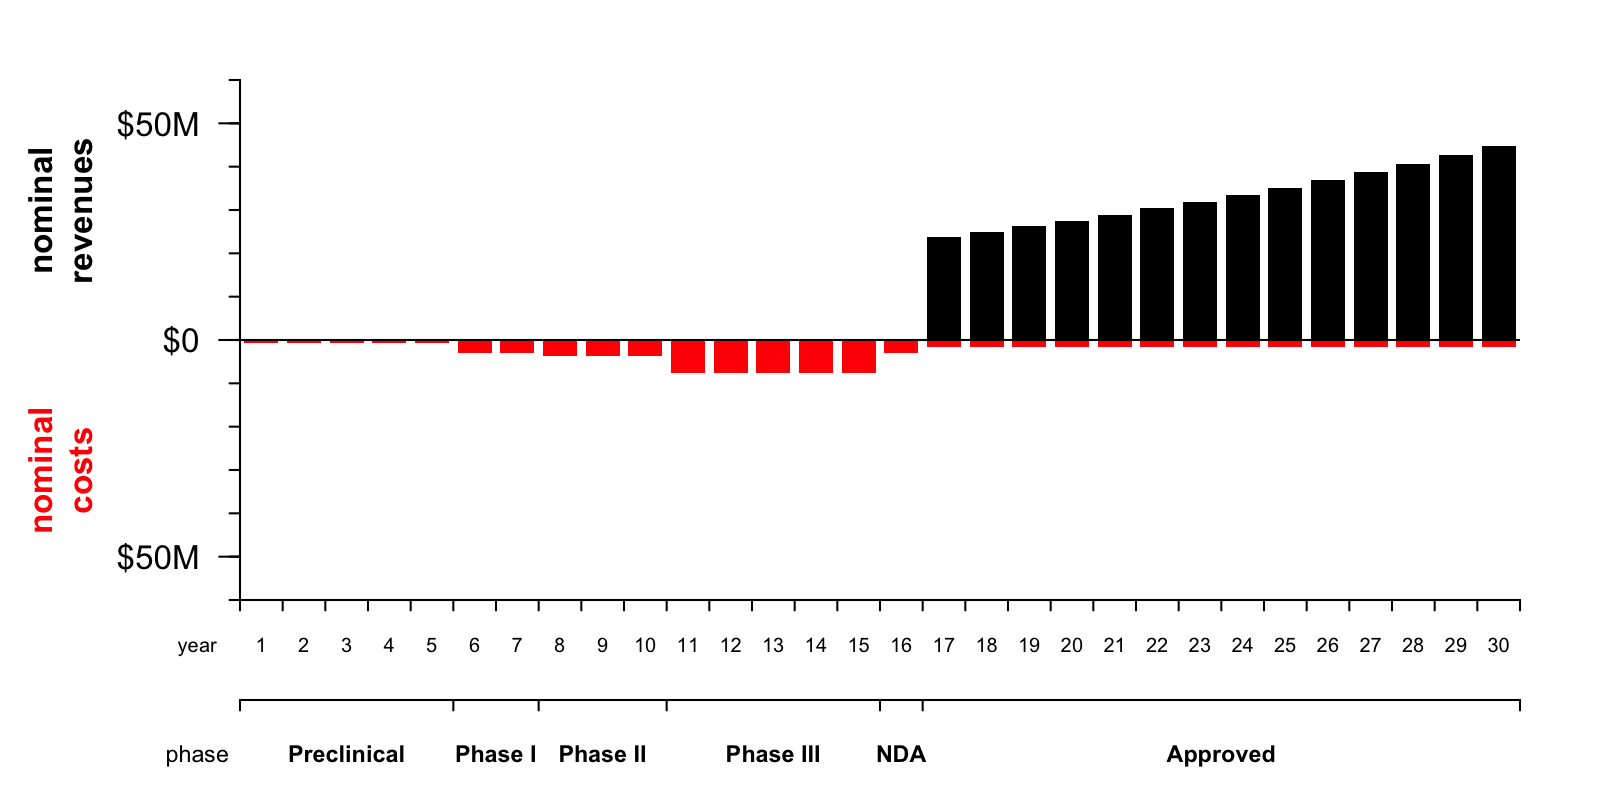 nominal
revenues
nominal
costs
$50M
$0
$50M
year 1 2 3 4 5 6 7 8 9 10 11 12 13 14 15 16 17 18 19 20 21 22 23 24 25 26 27 28 29 30
phase Preclinical Phase I Phase II Phase III NDA Approved